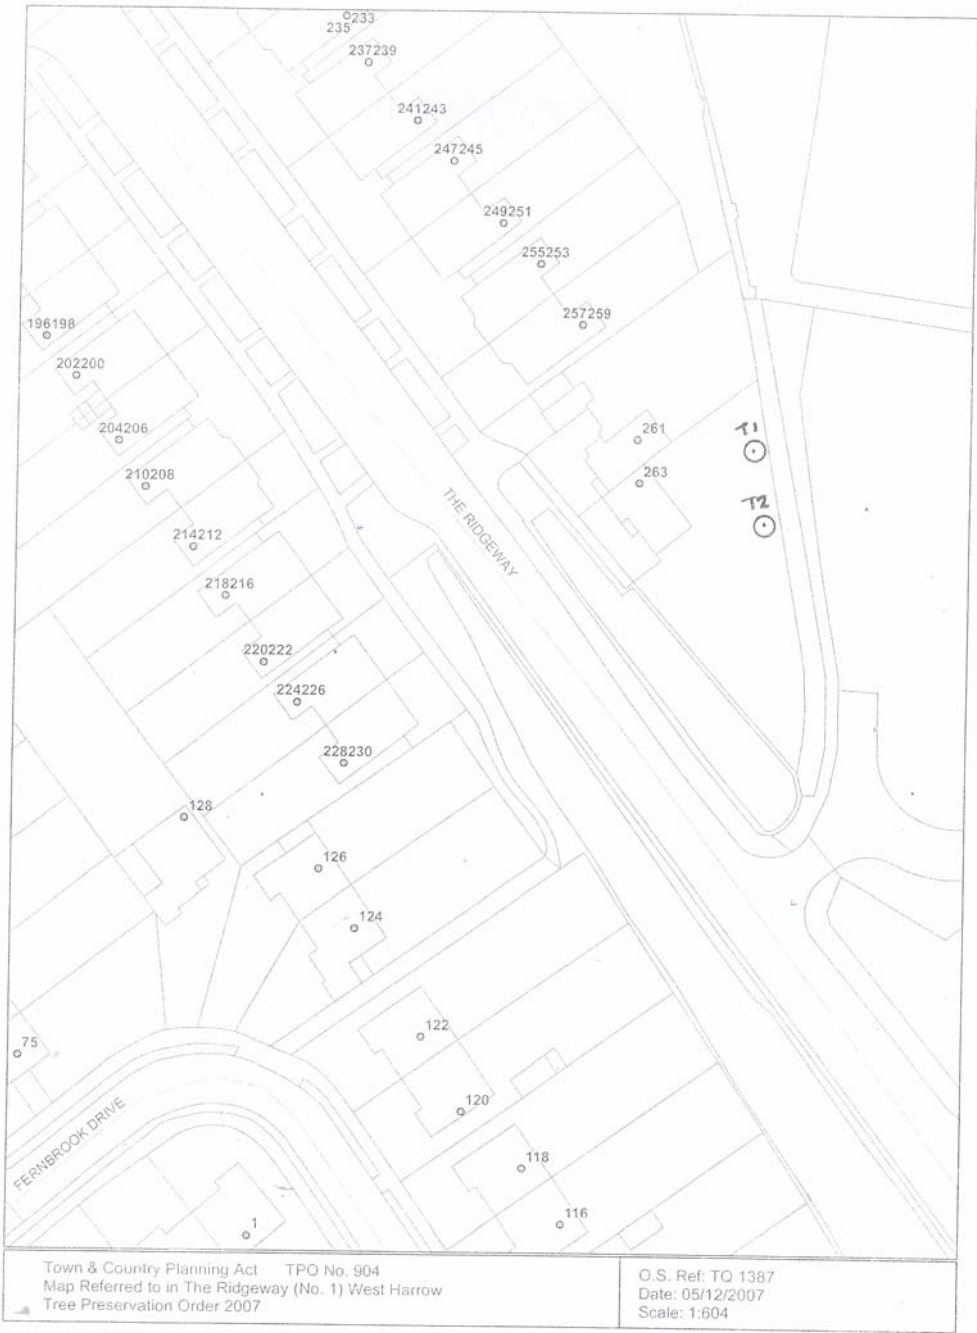 233
235
237239
241243
247245
249251
255253
257259
196198
202200
204206
210208
214212
218216
220222
224226
228230
261
263
T1
T2
THE RIDGEWAY
128
126
124
122
120
118
116
75
1
FERNBROOK DRIVE
Town & Country Planning Act TPO No. 904
Map Referred to in The Ridgeway (No. 1) West Harrow
Tree Preservation Order 2007
O.S. Ref: TQ 1387
Date: 05/12/2007
Scale: 1:604